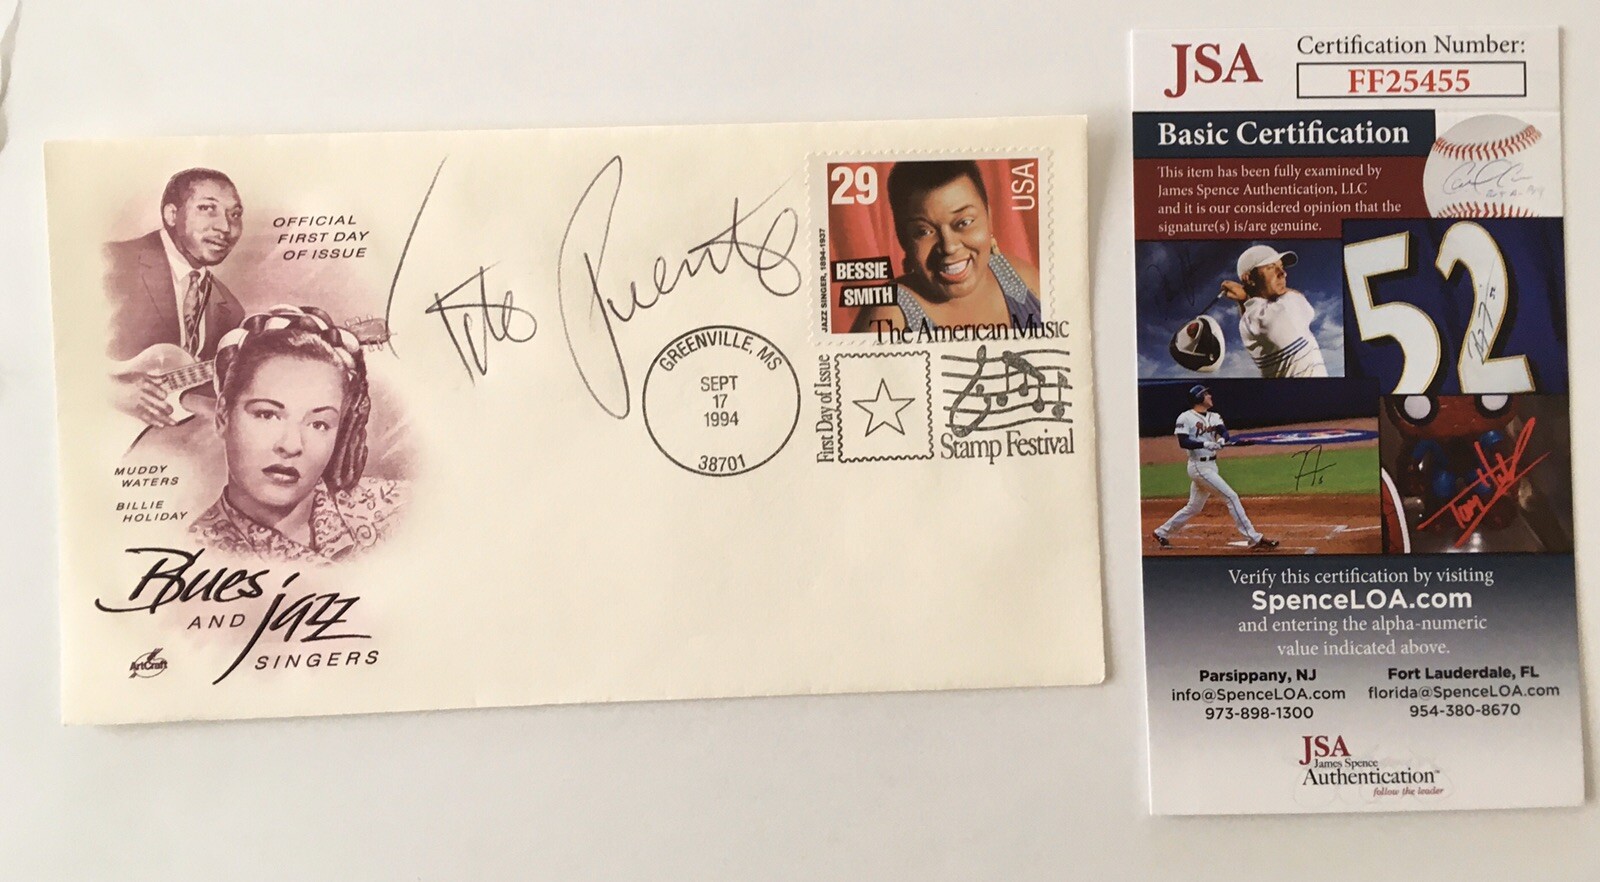 OFFICIAL
FIRST DAY
OF ISSUE
MUDDY
WATERS
BILLIE
HOLIDAY
Blues
AND jazz
SINGERS
ArtCraft
Tito Puente
29
USA
JAZZ SINGER, 1894-1937
BESSIE
SMITH
GREENVILLE, MS
SEPT
17
1994
38701
First Day of Issue
The American Music
Stamp Festival
JSA
Certification Number:
FF25455
Basic Certification
This item has been fully examined by
James Spence Authentication, LLC
and it is our considered opinion that the
signature(s) is/are genuine.
52
Verify this certification by visiting
SpenceLOA.com
and entering the alpha-numeric
value indicated above.
Parsippany, NJ
info@SpenceLOA.com
973-898-1300
Fort Lauderdale, FL
florida@SpenceLOA.com
954-380-8670
JSA
James Spence
Authentication™
follow the leader